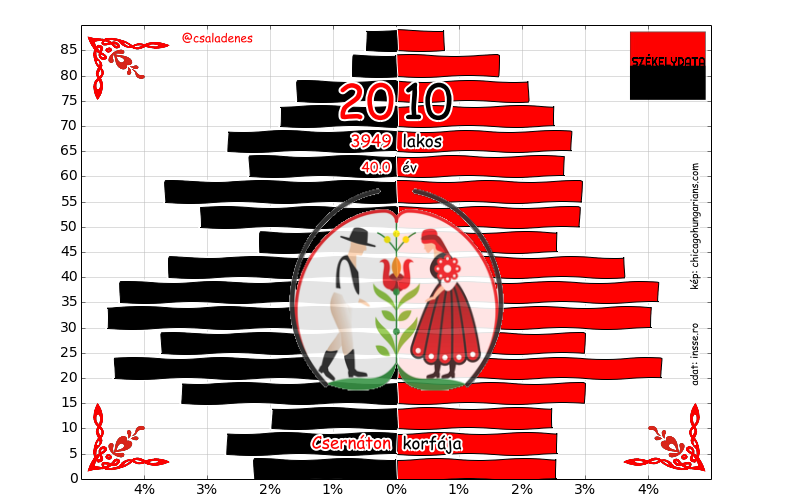 @csaladenes
SZÉKELYDATA
2010
3949 lakos
40.0 év
kép: chicagohungarians.com
adat: insse.ro
Csernáton korfája
85
80
75
70
65
60
55
50
45
40
35
30
25
20
15
10
5
0
4% 3% 2% 1% 0% 1% 2% 3% 4%